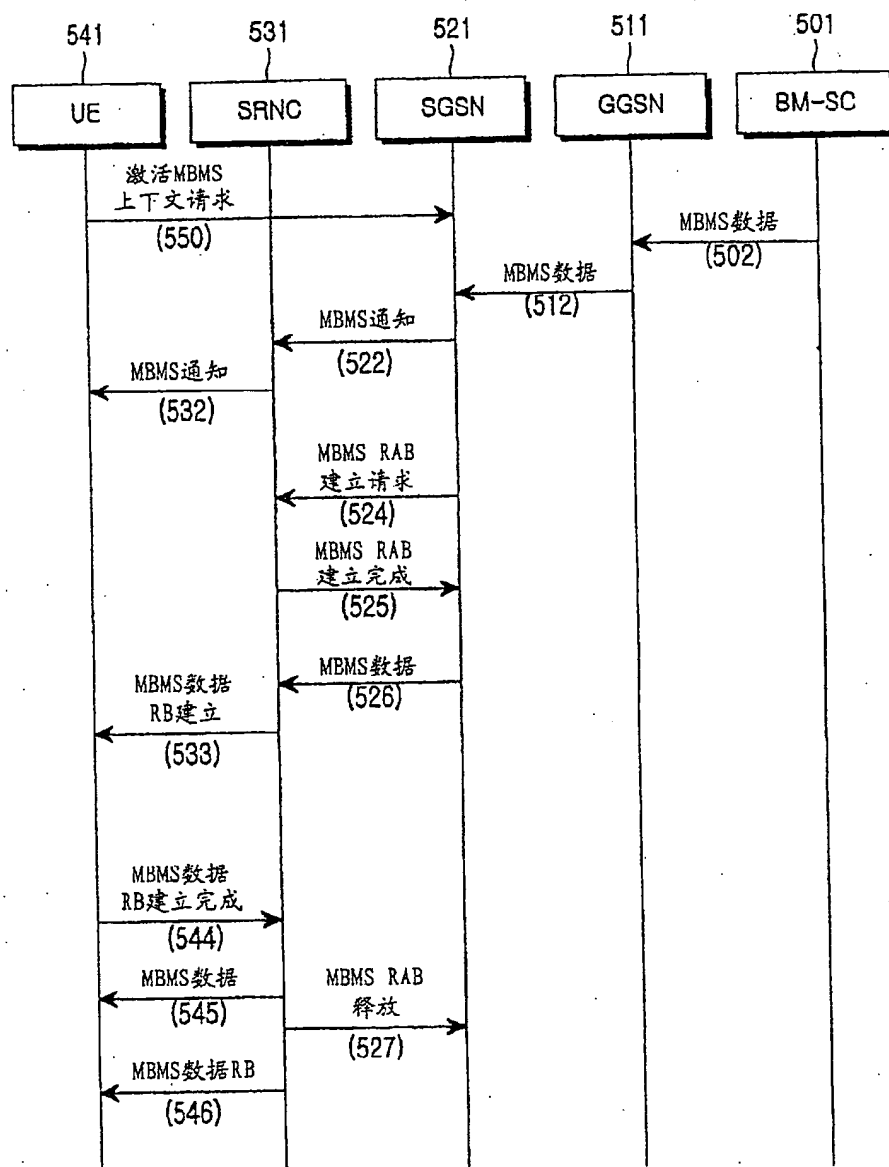 541 531 521 511 501
UE SRNC SGSN GGSN BM-SC
激活MBMS
上下文请求
(550)
MBMS数据
(502)
MBMS数据
(512)
MBMS通知
(522)
MBMS通知
(532)
MBMS RAB
建立请求
(524)
MBMS RAB
建立完成
(525)
MBMS数据
(526)
MBMS数据
RB建立
(533)
MBMS数据
RB建立完成
(544)
MBMS数据
(545)
MBMS RAB
释放
(527)
MBMS数据RB
(546)